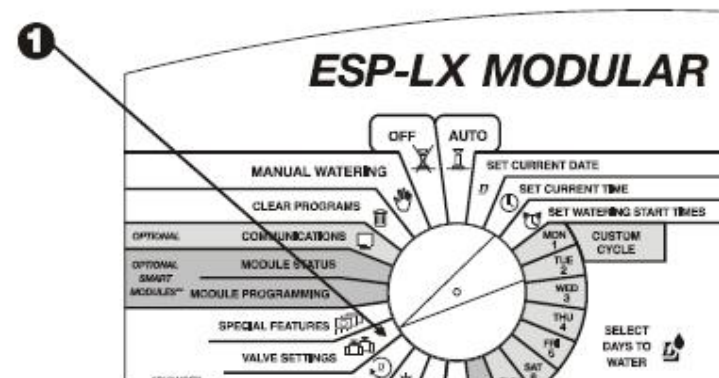 1
ESP-LX MODULAR
OFF
AUTO
MANUAL WATERING
SET CURRENT DATE
CLEAR PROGRAMS
SET CURRENT TIME
SET WATERING START TIMES
OPTIONAL
COMMUNICATIONS
MON
1
CUSTOM
CYCLE
OPTIONAL
SMART
MODULES**
MODULE STATUS
MODULE PROGRAMMING
TUE
2
WED
3
THU
4
FRI
5
SAT
6
SPECIAL FEATURES
VALVE SETTINGS
SELECT
DAYS TO
WATER